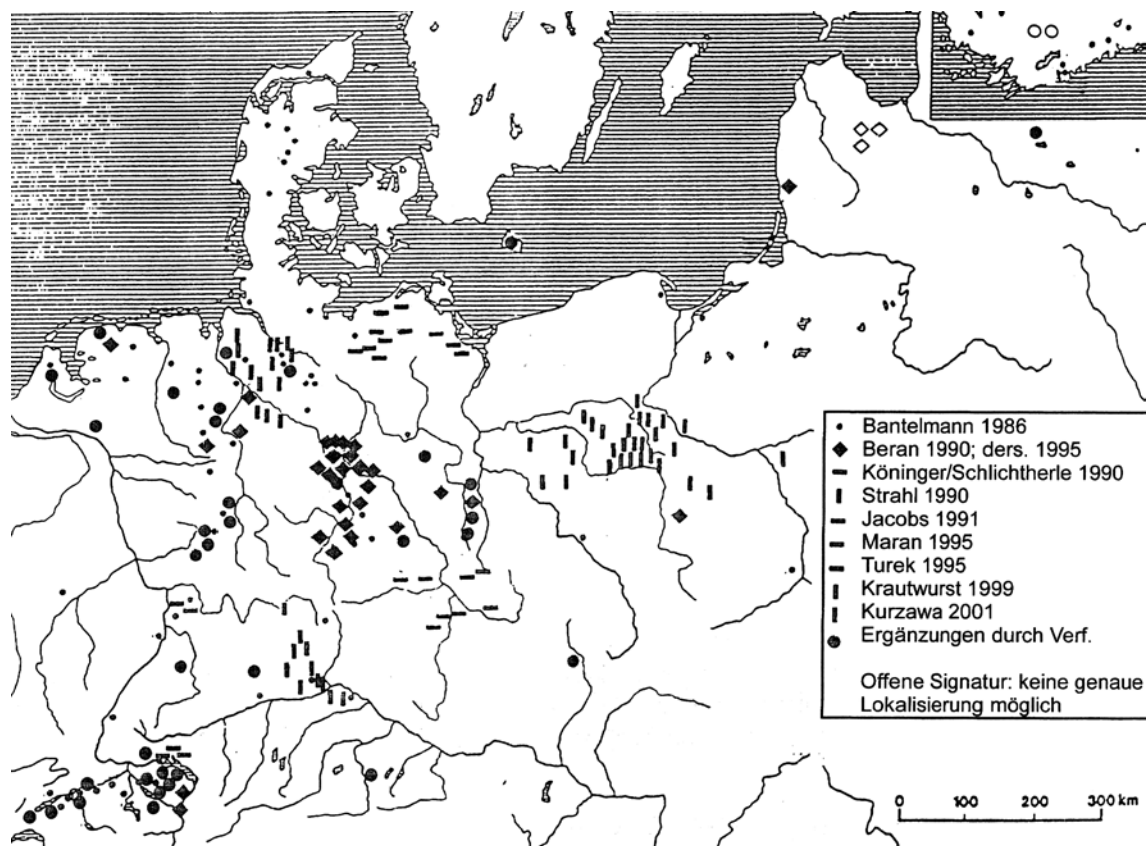 Bantelmann 1986
Beran 1990; ders. 1995
Köninger/Schlichtherle 1990
Strahl 1990
Jacobs 1991
Maran 1995
Turek 1995
Krautwurst 1999
Kurzawa 2001
Ergänzungen durch Verf.
Offene Signatur: keine genaue
Lokalisierung möglich
0 100 200 300 km